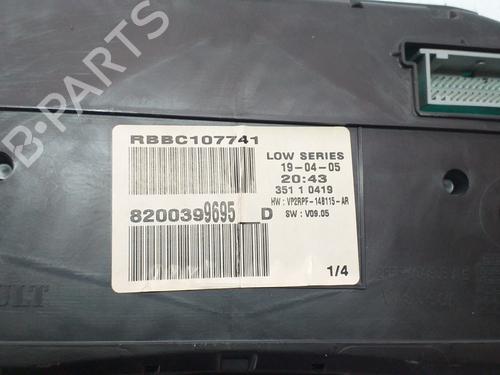 B-PARTS
RBBC107741
LOW SERIES
19-04-05
20:43
351 1 0419
HW : VP2RPF-14B115-AR
8200399695 D
SW : V09.05
1/4
ULT